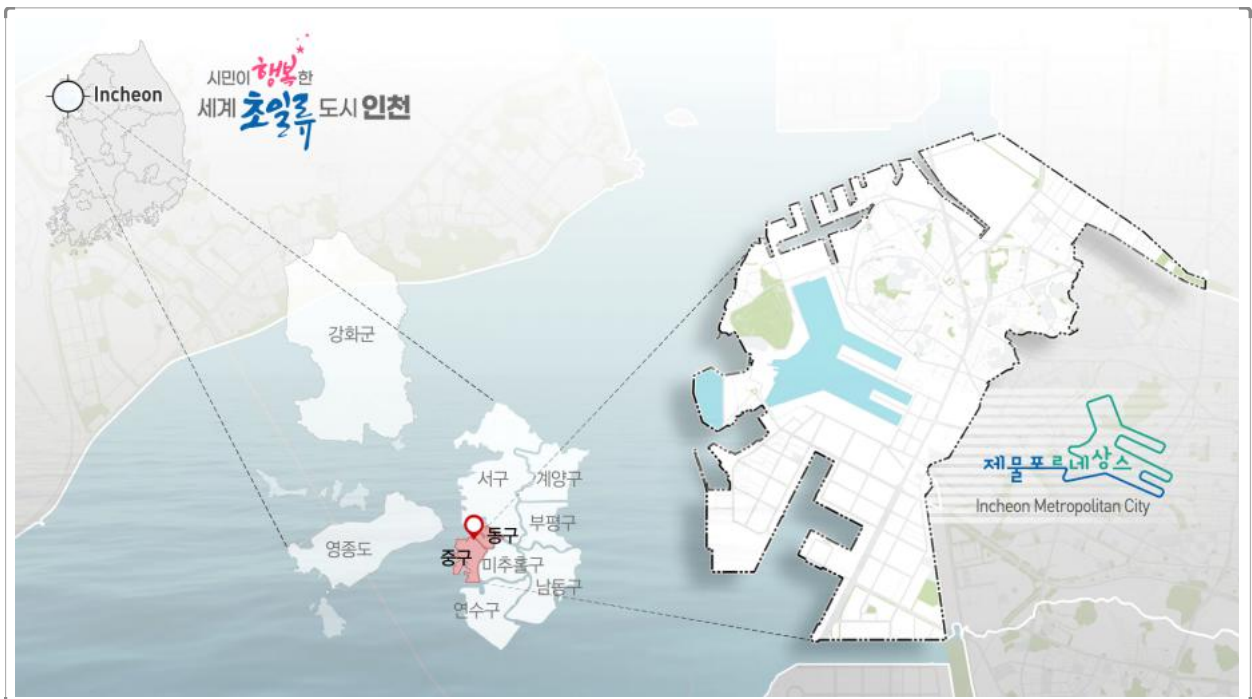 Incheon
시민이 행복한
세계 초일류 도시 인천
강화군
서구
계양구
부평구
영종도
동구
중구
미추홀구
남동구
연수구
제물포르네상스
Incheon Metropolitan City